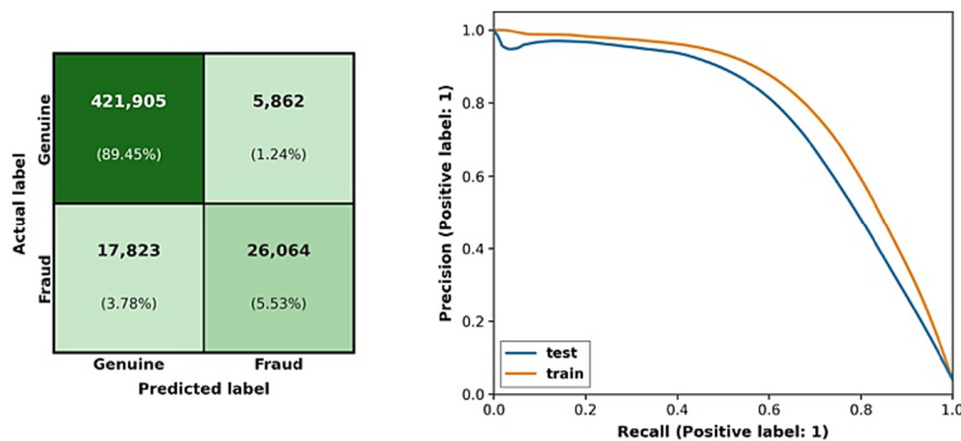 Actual label
Genuine
Fraud
421,905
(89.45%)
5,862
(1.24%)
17,823
(3.78%)
26,064
(5.53%)
Genuine
Fraud
Predicted label
Precision (Positive label: 1)
1.0
0.8
0.6
0.4
0.2
0.0
test
train
0.0
0.2
0.4
0.6
0.8
1.0
Recall (Positive label: 1)